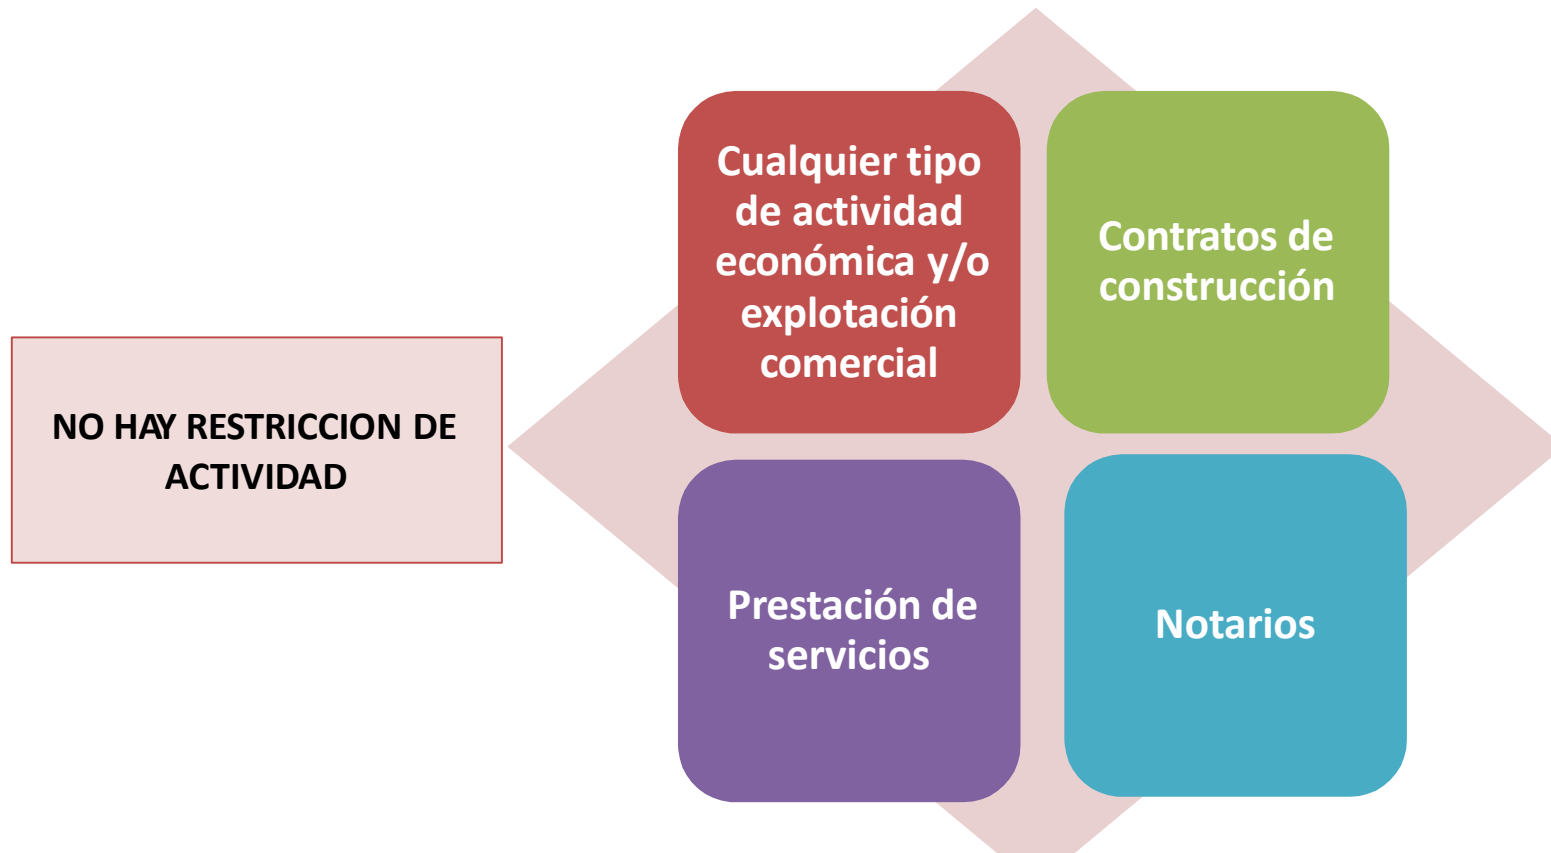 NO HAY RESTRICCION DE
ACTIVIDAD
Cualquier tipo
de actividad
económica y/o
explotación
comercial
Contratos de
construcción
Prestación de
servicios
Notarios